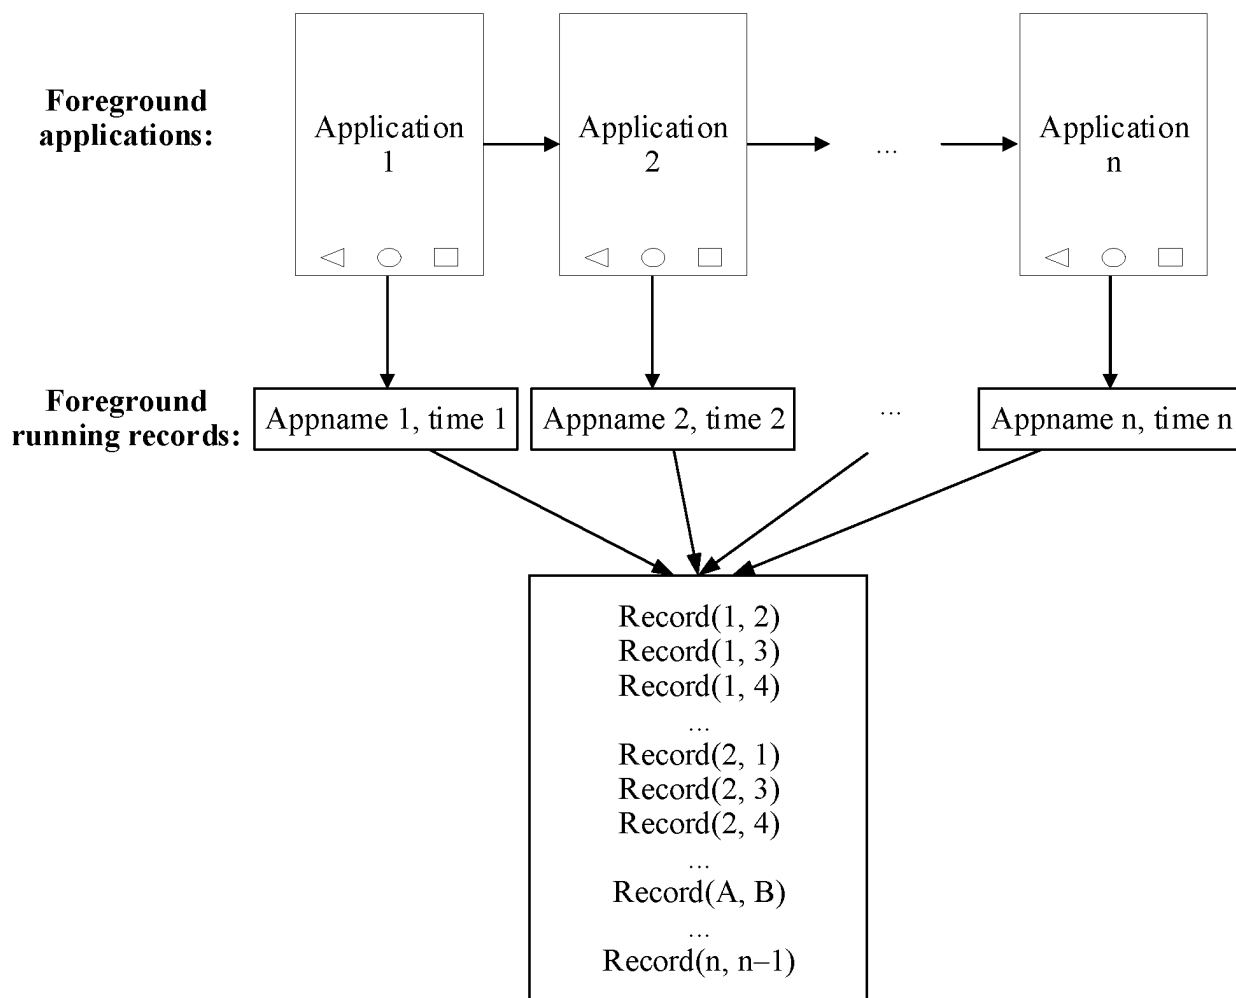 Foreground
applications:
Application
1
Application
2
...
Application
n
Foreground
running records:
Appname 1, time 1
Appname 2, time 2
...
Appname n, time n
Record(1, 2)
Record(1, 3)
Record(1, 4)
...
Record(2, 1)
Record(2, 3)
Record(2, 4)
...
Record(A, B)
...
Record(n, n–1)